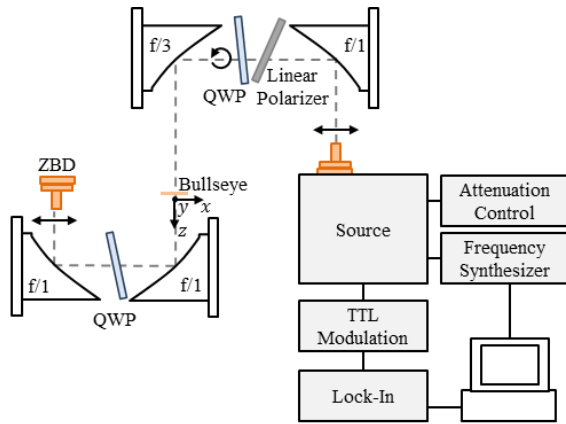 f/3
f/1
Linear
Polarizer
QWP
ZBD
Bullseye
y
x
z
f/1
f/1
QWP
Source
Attenuation
Control
Frequency
Synthesizer
TTL
Modulation
Lock-In